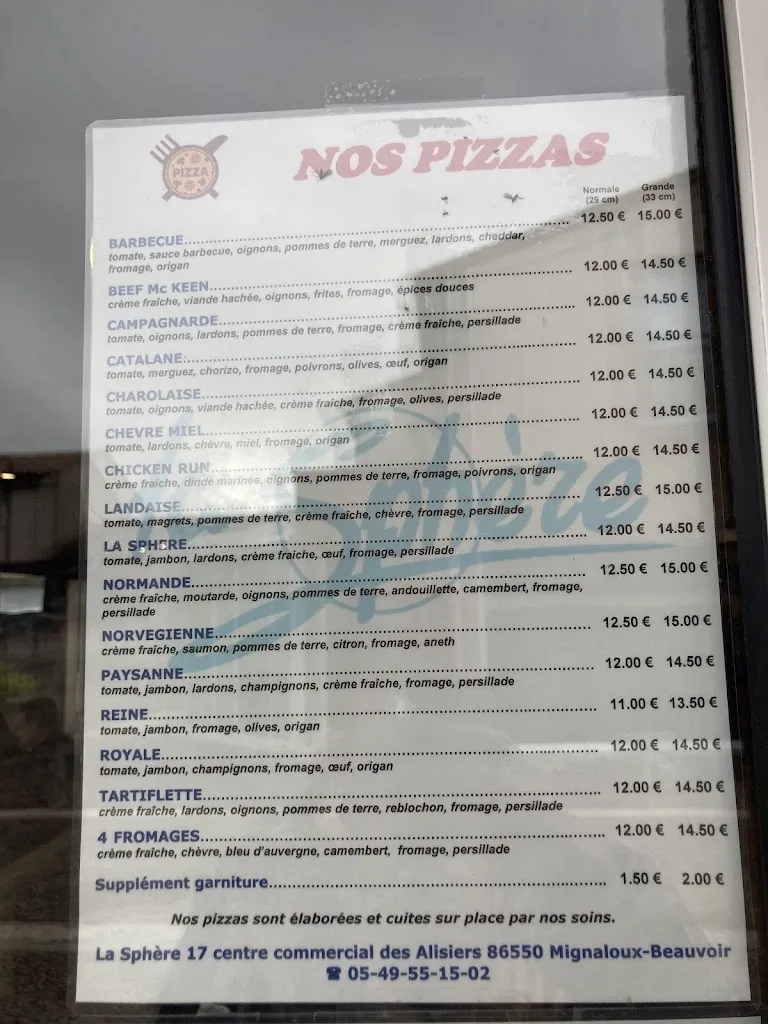 PIZZA
NOS PIZZAS
Normale Grande
(29 cm) (33 cm)
BARBECUE 12.50 € 15.00 €
tomate, sauce barbecue, oignons, pommes de terre, merguez, lardons, cheddar,
fromage, origan
BEEF Mc KEEN 12.00 € 14.50 €
crème fraîche, viande hachée, oignons, frites, fromage, épices douces
CAMPAGNARDE 12.00 € 14.50 €
tomate, oignons, lardons, pommes de terre, fromage, crème fraîche, persillade
CATALANE: 12.00 € 14.50 €
tomate, merguez, chorizo, fromage, poivrons, olives, œuf, origan
CHAROLAISE 12.00 € 14.50 €
tomate, oignons, viande hachée, crème fraîche, fromage, olives, persillade
CHEVRE MIEL 12.00 € 14.50 €
tomate, lardons, chèvre, miel, fromage, origan
CHICKEN RUN 12.00 € 14.50 €
crème fraîche, dinde marinée, oignons, pommes de terre, fromage, poivrons, origan
LANDAISE 12.50 € 15.00 €
tomate, magrets, pommes de terre, crème fraîche, chèvre, fromage, persillade
LA SPHERE 12.00 € 14.50 €
tomate, jambon, lardons, crème fraiche, œuf, fromage, persillade
NORMANDE 12.50 € 15.00 €
crème fraîche, moutarde, oignons, pommes de terre, andouillette, camembert, fromage,
persillade
NORVEGIENNE 12.50 € 15.00 €
crème fraîche, saumon, pommes de terre, citron, fromage, aneth
PAYSANNE 12.00 € 14.50 €
tomate, jambon, lardons, champignons, crème fraîche, fromage, persillade
REINE 11.00 € 13.50 €
tomate, jambon, fromage, olives, origan
ROYALE 12.00 € 14.50 €
tomate, jambon, champignons, fromage, œuf, origan
TARTIFLETTE 12.00 € 14.50 €
crème fraîche, lardons, oignons, pommes de terre, reblochon, fromage, persillade
4 FROMAGES 12.00 € 14.50 €
crème fraîche, chèvre, bleu d'auvergne, camembert, fromage, persillade
Supplément garniture 1.50 € 2.00 €
Nos pizzas sont élaborées et cuites sur place par nos soins.
La Sphère 17 centre commercial des Alisiers 86550 Mignaloux-Beauvoir
☎ 05-49-55-15-02